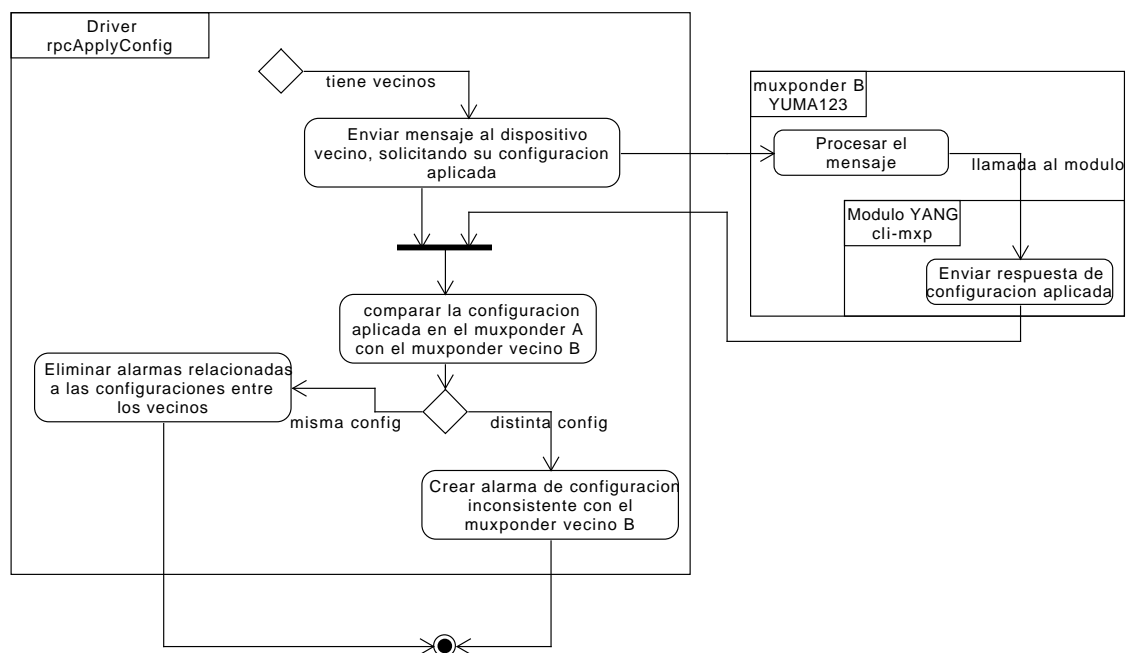 Driver
rpcApplyConfig
tiene vecinos
Enviar mensaje al dispositivo
vecino, solicitando su configuracion
aplicada
muxponder B
YUMA123
Procesar el
mensaje
llamada al modulo
Modulo YANG
cli-mxp
Enviar respuesta de
configuracion aplicada
comparar la configuracion
aplicada en el muxponder A
con el muxponder vecino B
Eliminar alarmas relacionadas
a las configuraciones entre
los vecinos
misma config
distinta config
Crear alarma de configuracion
inconsistente con el
muxponder vecino B